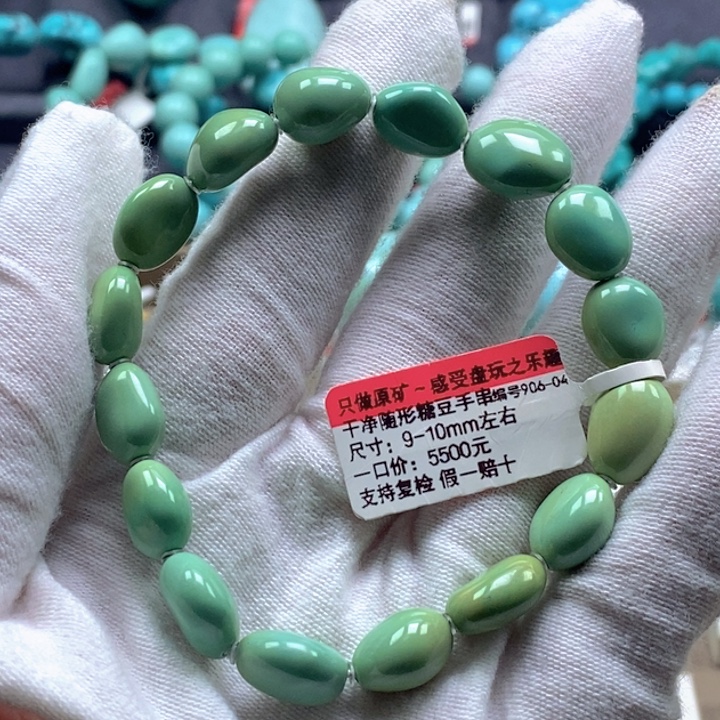 只做原矿~感受盘玩之乐趣
干净随形糖豆手串编号906-04
尺寸：9-10mm左右
一口价：5500元
支持复检 假一赔十